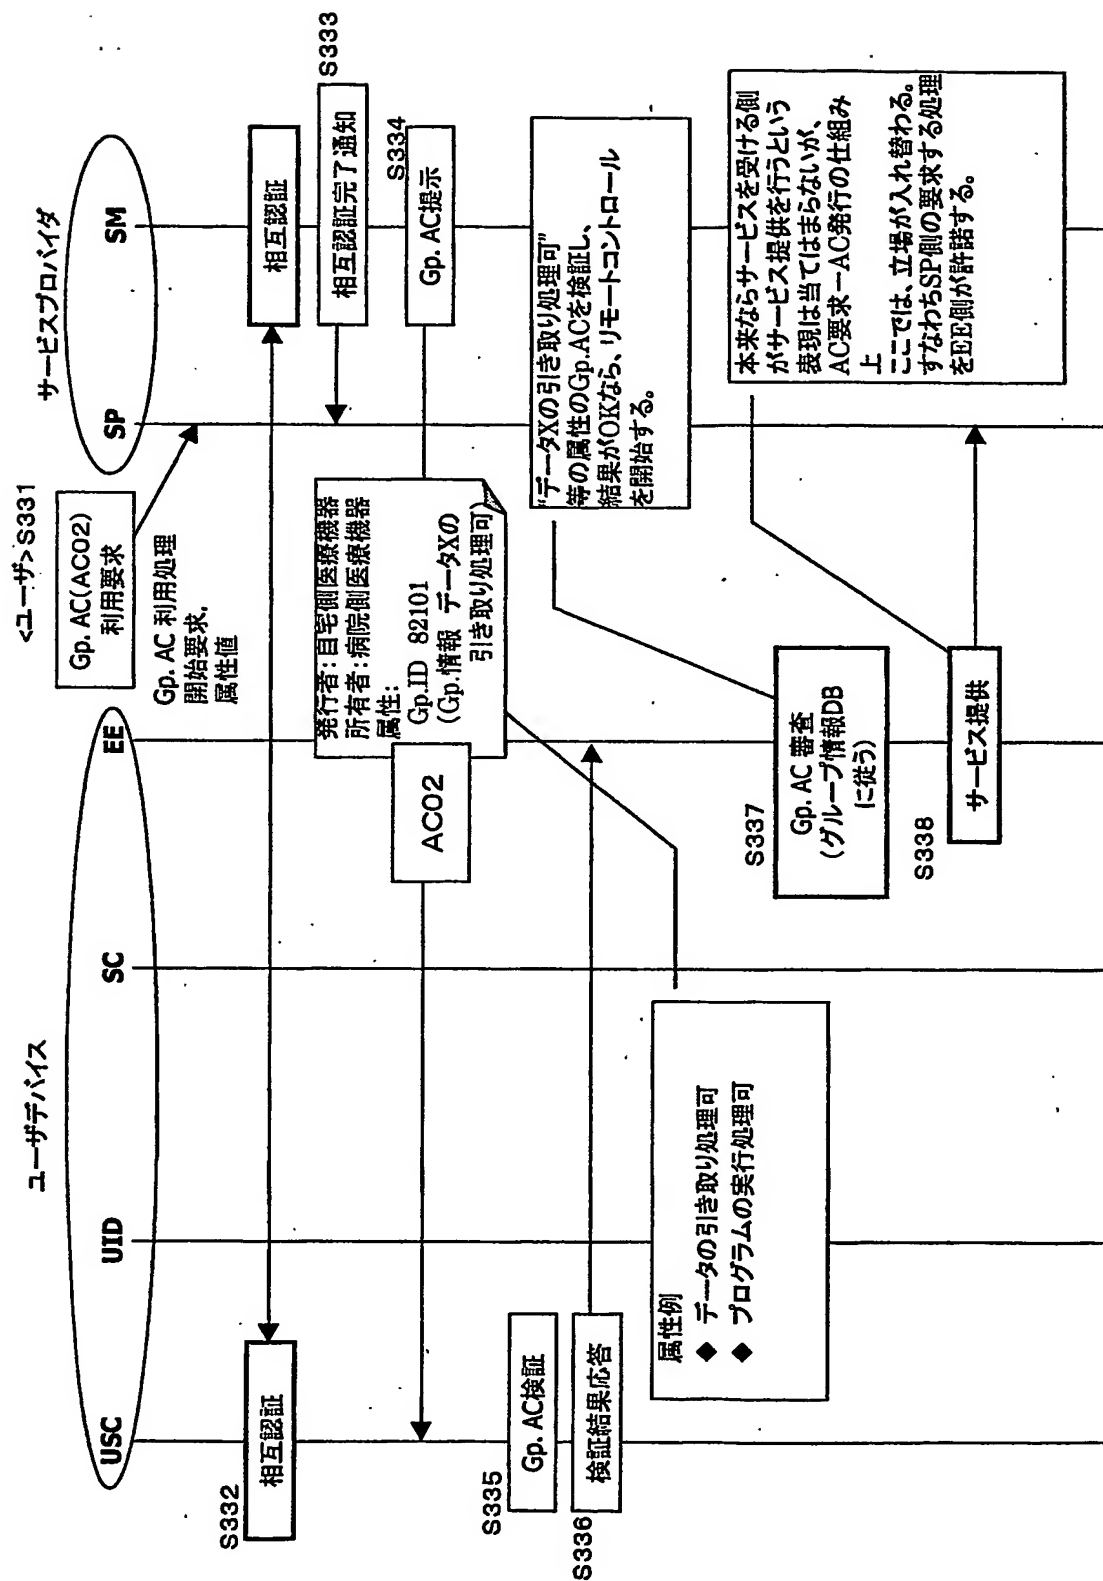 ユーザデバイス
サービスプロバイダ
USC
UID
SC
EE
SP
SM
<ユーザ>S331
Gp. AC(AC02)
利用要求
Gp. AC 利用処理
開始要求,
属性値
S332
相互認証
相互認証
S333
相互認証完了通知
S334
Gp. AC提示
発行者:自宅側医療機器
所有者:病院側医療機器
属性:
Gp.ID 82101
(Gp.情報 データXの
引き取り処理可)
AC02
S335
Gp. AC検証
S336
検証結果応答
属性例
◆ データの引き取り処理可
◆ プログラムの実行処理可
“データXの引き取り処理可”
等の属性のGp.ACを検証し、
結果がOKなら、リモートコントロール
を開始する。
S337
Gp. AC 審査
(グループ情報DB
に従う)
S338
サービス提供
本来ならサービスを受ける側
がサービス提供を行うという
表現は当てはまらないが、
AC要求―AC発行の仕組み
上
ここでは、立場が入れ替わる。
すなわちSP側の要求する処理
をEE側が許諾する。